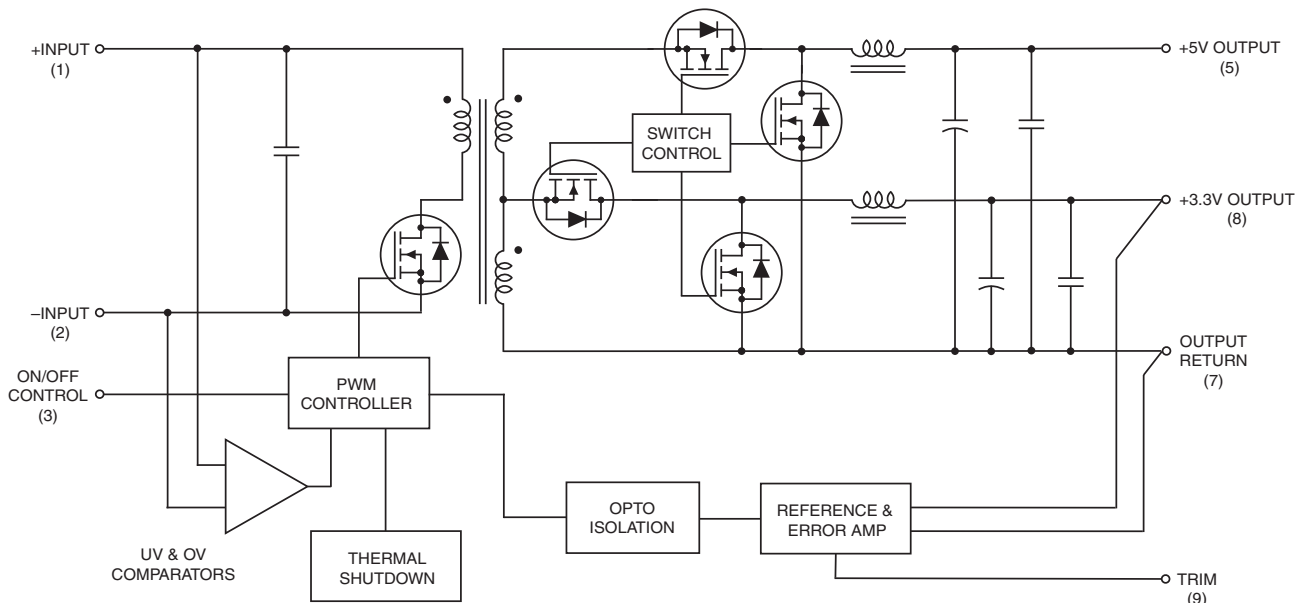 +INPUT
(1)
+5V OUTPUT
(5)
SWITCH
CONTROL
+3.3V OUTPUT
(8)
–INPUT
(2)
OUTPUT
RETURN
(7)
ON/OFF
CONTROL
(3)
PWM
CONTROLLER
OPTO
ISOLATION
REFERENCE &
ERROR AMP
UV & OV
COMPARATORS
THERMAL
SHUTDOWN
TRIM
(9)